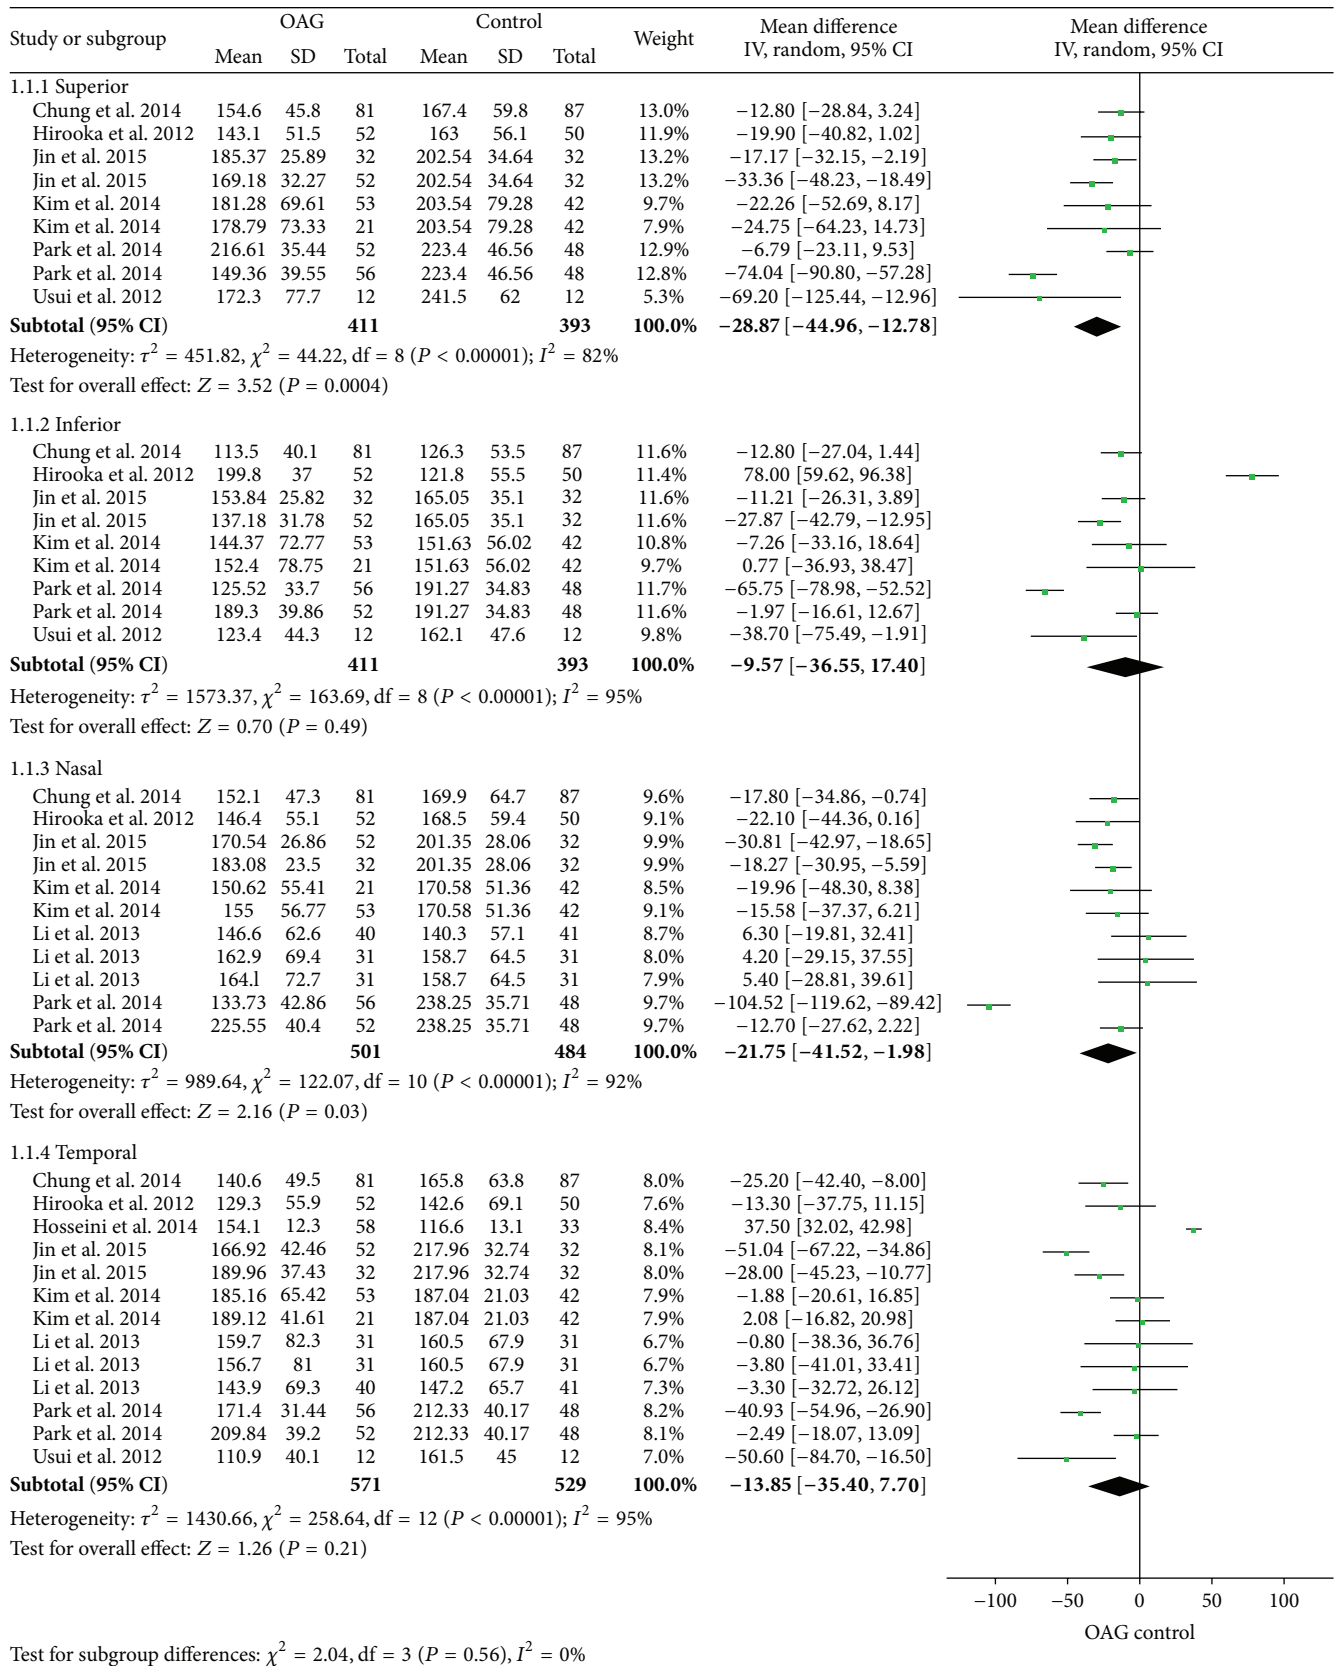 Study or subgroup OAG Control Weight Mean difference Mean difference
Mean SD Total Mean SD Total IV, random, 95% CI IV, random, 95% CI
1.1.1 Superior
Chung et al. 2014 154.6 45.8 81 167.4 59.8 87 13.0% −12.80 [−28.84, 3.24]
Hirooka et al. 2012 143.1 51.5 52 163 56.1 50 11.9% −19.90 [−40.82, 1.02]
Jin et al. 2015 185.37 25.89 32 202.54 34.64 32 13.2% −17.17 [−32.15, −2.19]
Jin et al. 2015 169.18 32.27 52 202.54 34.64 32 13.2% −33.36 [−48.23, −18.49]
Kim et al. 2014 181.28 69.61 53 203.54 79.28 42 9.7% −22.26 [−52.69, 8.17]
Kim et al. 2014 178.79 73.33 21 203.54 79.28 42 7.9% −24.75 [−64.23, 14.73]
Park et al. 2014 216.61 35.44 52 223.4 46.56 48 12.9% −6.79 [−23.11, 9.53]
Park et al. 2014 149.36 39.55 56 223.4 46.56 48 12.8% −74.04 [−90.80, −57.28]
Usui et al. 2012 172.3 77.7 12 241.5 62 12 5.3% −69.20 [−125.44, −12.96]
Subtotal (95% CI) 411 393 100.0% −28.87 [−44.96, −12.78]
Heterogeneity: τ² = 451.82, χ² = 44.22, df = 8 (P < 0.00001); I² = 82%
Test for overall effect: Z = 3.52 (P = 0.0004)
1.1.2 Inferior
Chung et al. 2014 113.5 40.1 81 126.3 53.5 87 11.6% −12.80 [−27.04, 1.44]
Hirooka et al. 2012 199.8 37 52 121.8 55.5 50 11.4% 78.00 [59.62, 96.38]
Jin et al. 2015 153.84 25.82 32 165.05 35.1 32 11.6% −11.21 [−26.31, 3.89]
Jin et al. 2015 137.18 31.78 52 165.05 35.1 32 11.6% −27.87 [−42.79, −12.95]
Kim et al. 2014 144.37 72.77 53 151.63 56.02 42 10.8% −7.26 [−33.16, 18.64]
Kim et al. 2014 152.4 78.75 21 151.63 56.02 42 9.7% 0.77 [−36.93, 38.47]
Park et al. 2014 125.52 33.7 56 191.27 34.83 48 11.7% −65.75 [−78.98, −52.52]
Park et al. 2014 189.3 39.86 52 191.27 34.83 48 11.6% −1.97 [−16.61, 12.67]
Usui et al. 2012 123.4 44.3 12 162.1 47.6 12 9.8% −38.70 [−75.49, −1.91]
Subtotal (95% CI) 411 393 100.0% −9.57 [−36.55, 17.40]
Heterogeneity: τ² = 1573.37, χ² = 163.69, df = 8 (P < 0.00001); I² = 95%
Test for overall effect: Z = 0.70 (P = 0.49)
1.1.3 Nasal
Chung et al. 2014 152.1 47.3 81 169.9 64.7 87 9.6% −17.80 [−34.86, −0.74]
Hirooka et al. 2012 146.4 55.1 52 168.5 59.4 50 9.1% −22.10 [−44.36, 0.16]
Jin et al. 2015 170.54 26.86 52 201.35 28.06 32 9.9% −30.81 [−42.97, −18.65]
Jin et al. 2015 183.08 23.5 32 201.35 28.06 32 9.9% −18.27 [−30.95, −5.59]
Kim et al. 2014 150.62 55.41 21 170.58 51.36 42 8.5% −19.96 [−48.30, 8.38]
Kim et al. 2014 155 56.77 53 170.58 51.36 42 9.1% −15.58 [−37.37, 6.21]
Li et al. 2013 146.6 62.6 40 140.3 57.1 41 8.7% 6.30 [−19.81, 32.41]
Li et al. 2013 162.9 69.4 31 158.7 64.5 31 8.0% 4.20 [−29.15, 37.55]
Li et al. 2013 164.l 72.7 31 158.7 64.5 31 7.9% 5.40 [−28.81, 39.61]
Park et al. 2014 133.73 42.86 56 238.25 35.71 48 9.7% −104.52 [−119.62, −89.42]
Park et al. 2014 225.55 40.4 52 238.25 35.71 48 9.7% −12.70 [−27.62, 2.22]
Subtotal (95% CI) 501 484 100.0% −21.75 [−41.52, −1.98]
Heterogeneity: τ² = 989.64, χ² = 122.07, df = 10 (P < 0.00001); I² = 92%
Test for overall effect: Z = 2.16 (P = 0.03)
1.1.4 Temporal
Chung et al. 2014 140.6 49.5 81 165.8 63.8 87 8.0% −25.20 [−42.40, −8.00]
Hirooka et al. 2012 129.3 55.9 52 142.6 69.1 50 7.6% −13.30 [−37.75, 11.15]
Hosseini et al. 2014 154.1 12.3 58 116.6 13.1 33 8.4% 37.50 [32.02, 42.98]
Jin et al. 2015 166.92 42.46 52 217.96 32.74 32 8.1% −51.04 [−67.22, −34.86]
Jin et al. 2015 189.96 37.43 32 217.96 32.74 32 8.0% −28.00 [−45.23, −10.77]
Kim et al. 2014 185.16 65.42 53 187.04 21.03 42 7.9% −1.88 [−20.61, 16.85]
Kim et al. 2014 189.12 41.61 21 187.04 21.03 42 7.9% 2.08 [−16.82, 20.98]
Li et al. 2013 159.7 82.3 31 160.5 67.9 31 6.7% −0.80 [−38.36, 36.76]
Li et al. 2013 156.7 81 31 160.5 67.9 31 6.7% −3.80 [−41.01, 33.41]
Li et al. 2013 143.9 69.3 40 147.2 65.7 41 7.3% −3.30 [−32.72, 26.12]
Park et al. 2014 171.4 31.44 56 212.33 40.17 48 8.2% −40.93 [−54.96, −26.90]
Park et al. 2014 209.84 39.2 52 212.33 40.17 48 8.1% −2.49 [−18.07, 13.09]
Usui et al. 2012 110.9 40.1 12 161.5 45 12 7.0% −50.60 [−84.70, −16.50]
Subtotal (95% CI) 571 529 100.0% −13.85 [−35.40, 7.70]
Heterogeneity: τ² = 1430.66, χ² = 258.64, df = 12 (P < 0.00001); I² = 95%
Test for overall effect: Z = 1.26 (P = 0.21)
−100 −50 0 50 100
OAG control
Test for subgroup differences: χ² = 2.04, df = 3 (P = 0.56), I² = 0%